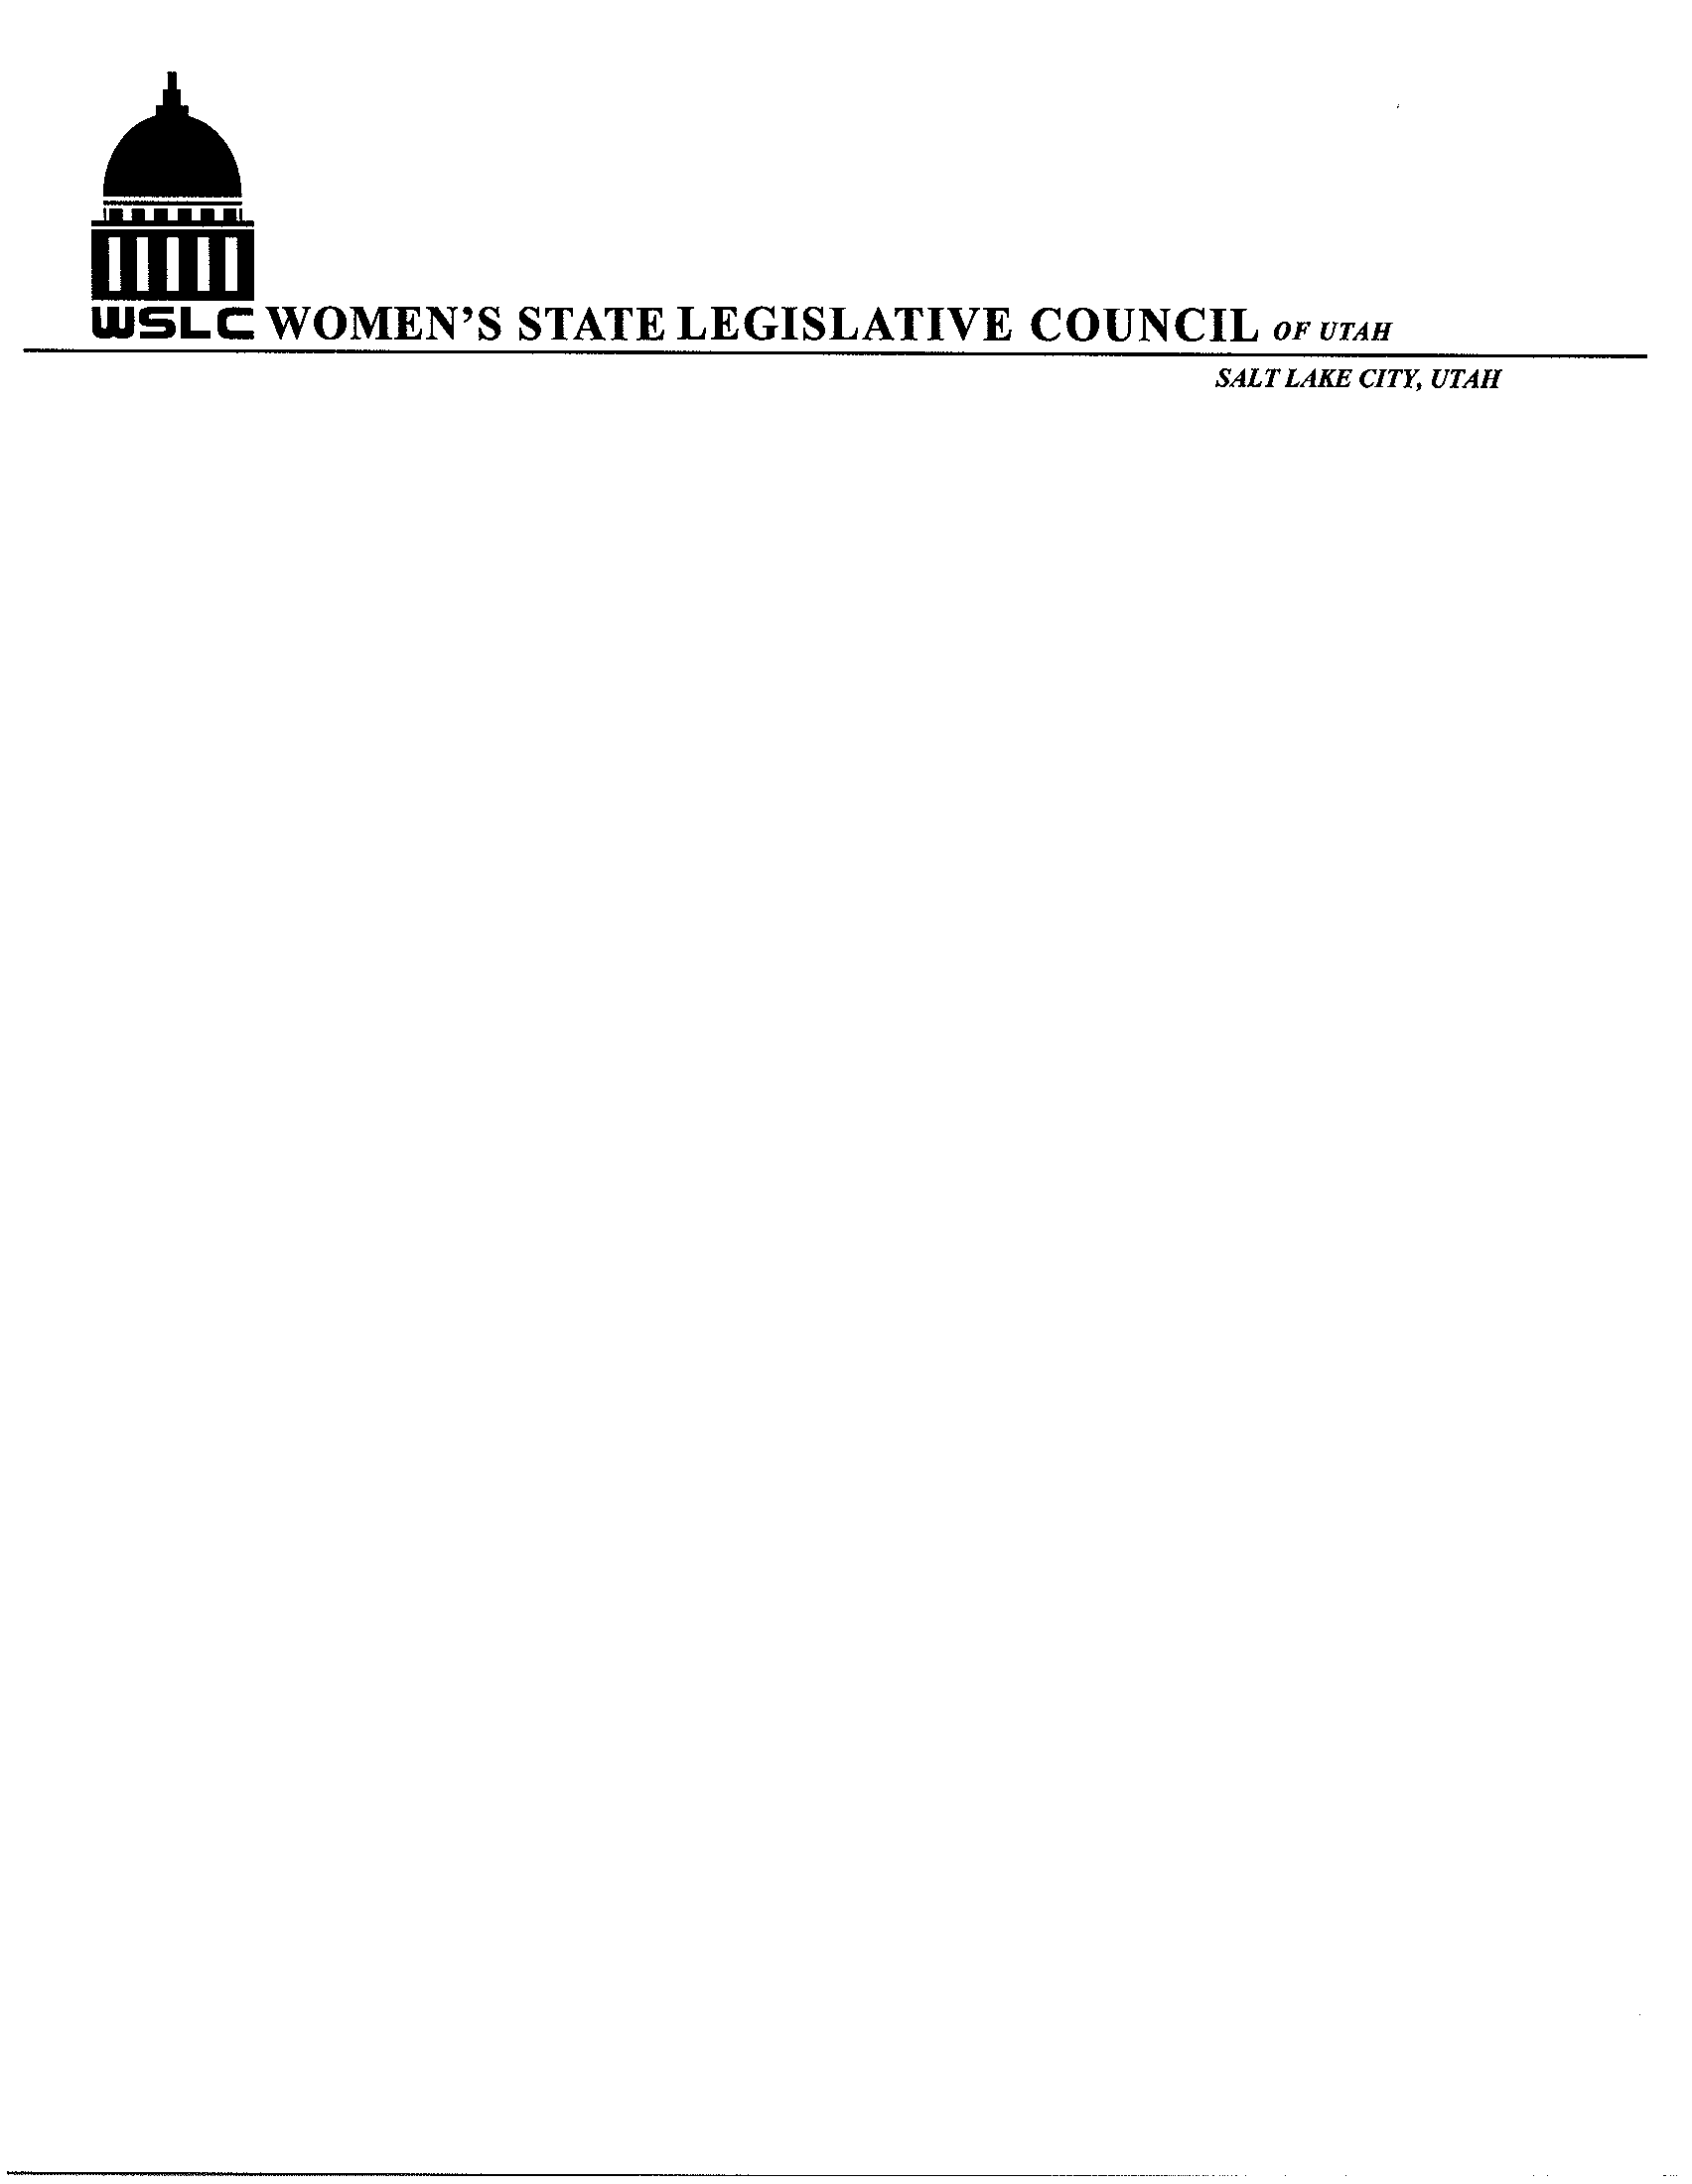 WSLC WOMEN'S STATE LEGISLATIVE COUNCIL OF UTAH
SALT LAKE CITY, UTAH